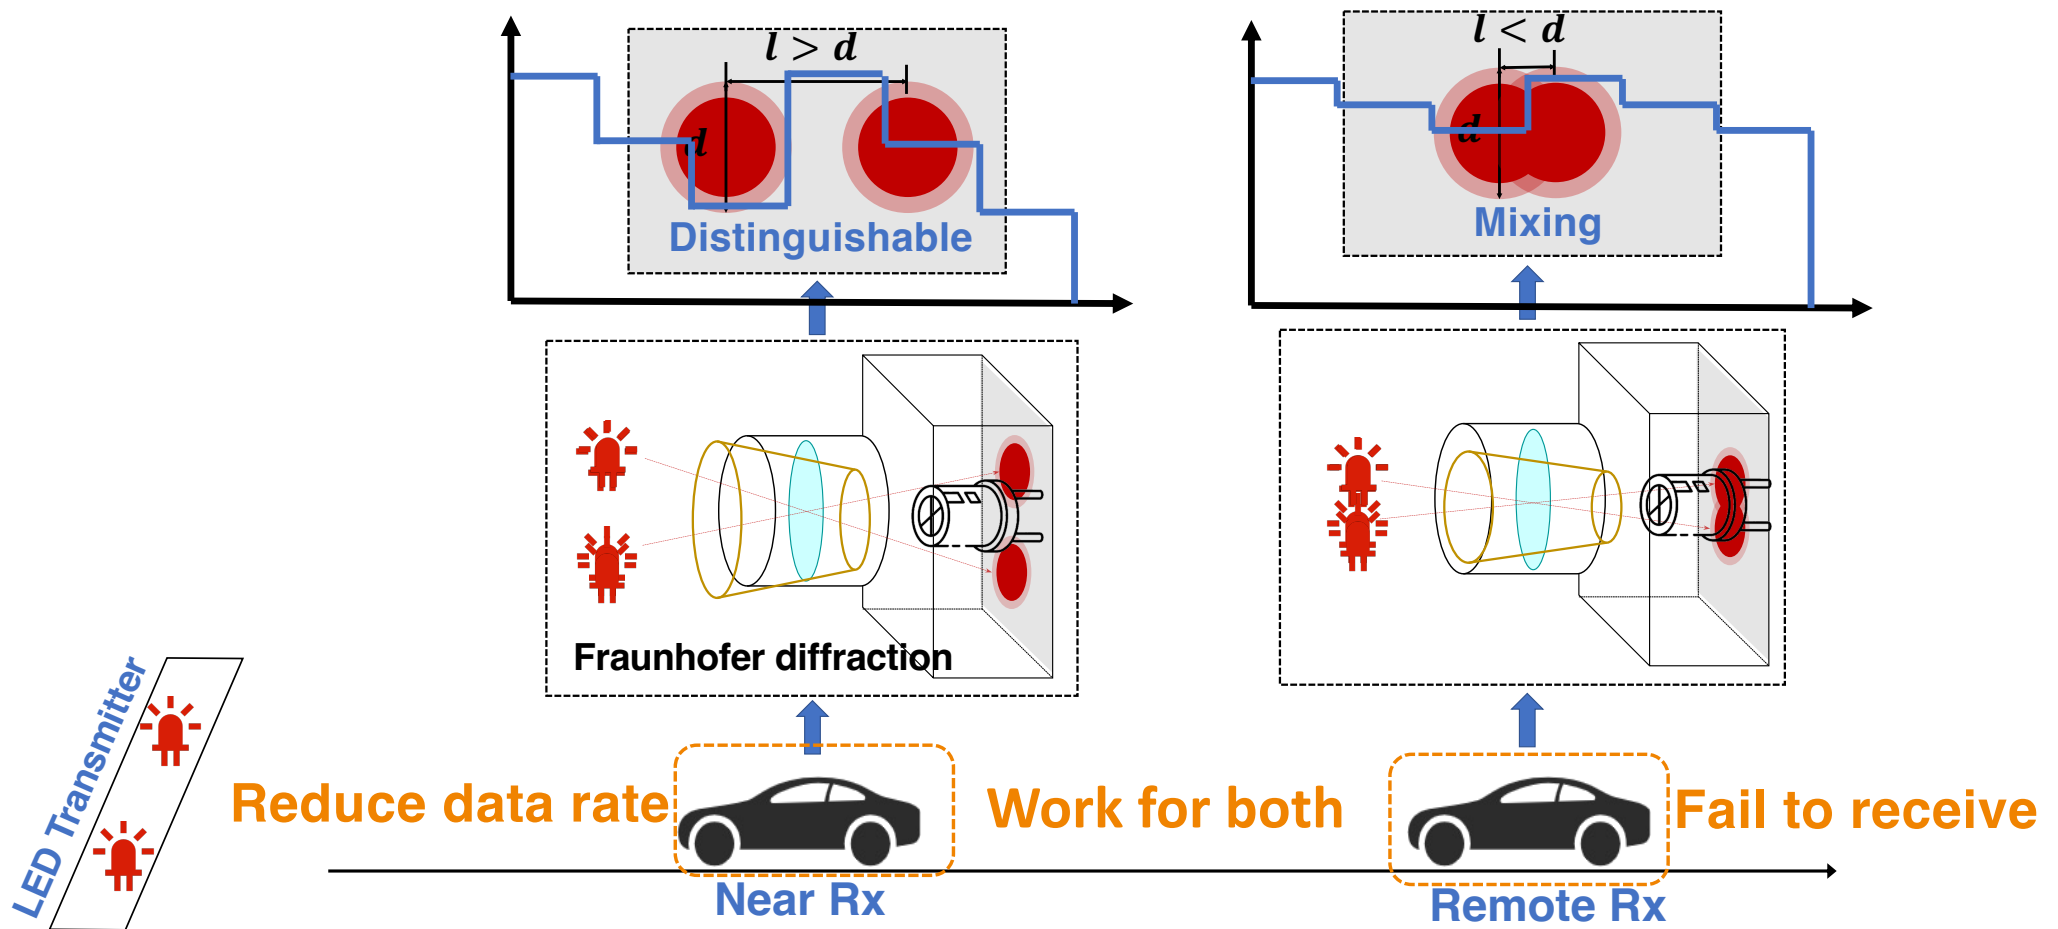 l > d
d
Distinguishable
l < d
d
Mixing
Fraunhofer diffraction
LED Transmitter
Reduce data rate
Work for both
Fail to receive
Near Rx
Remote Rx